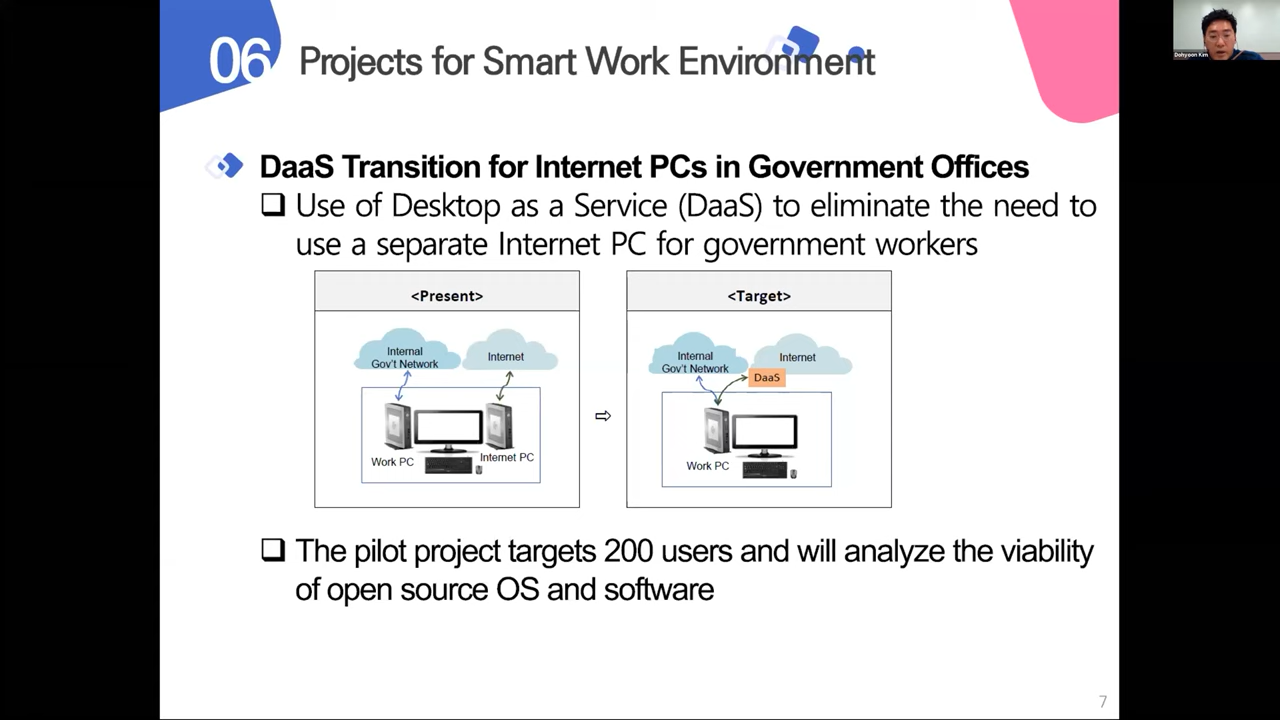 06 Projects for Smart Work Environment
Dohyoon Kim
DaaS Transition for Internet PCs in Government Offices
❑ Use of Desktop as a Service (DaaS) to eliminate the need to
use a separate Internet PC for government workers
<Present>
Internal
Gov't Network
Internet
Work PC
Internet PC
⇨
<Target>
Internal
Gov't Network
Internet
DaaS
Work PC
❑ The pilot project targets 200 users and will analyze the viability
of open source OS and software
7